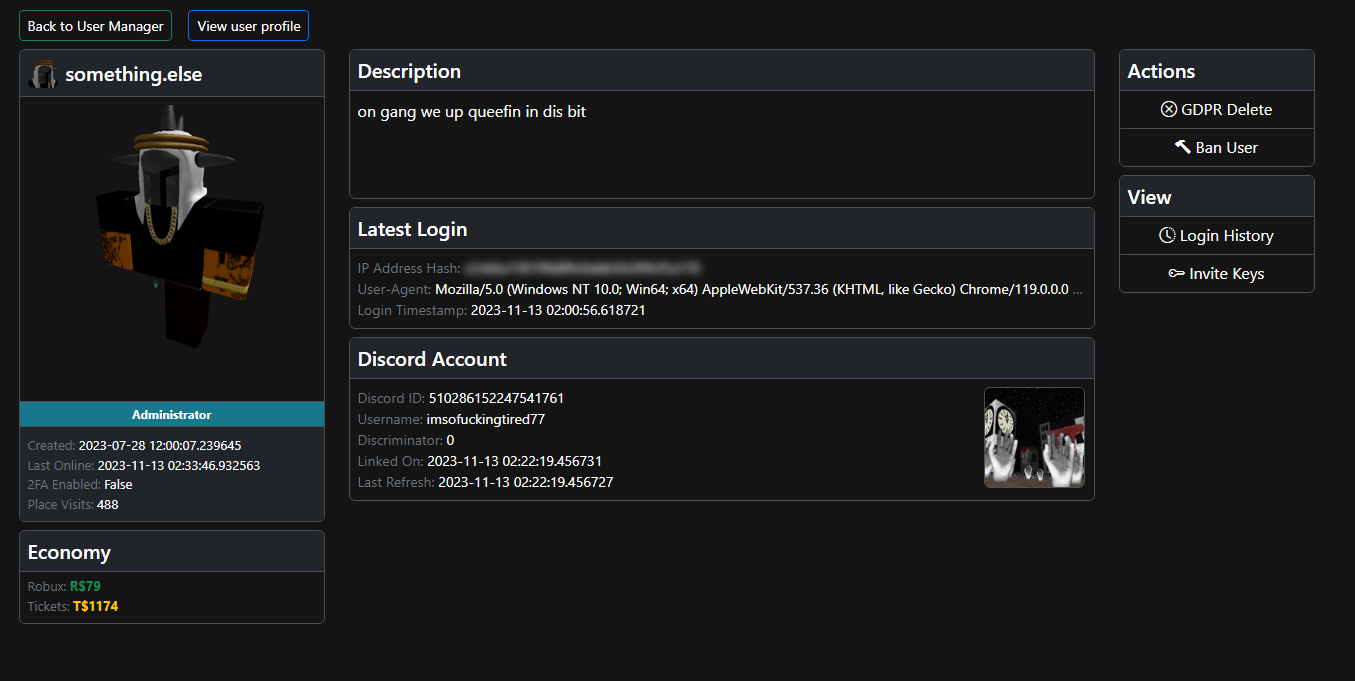 Back to User Manager
View user profile
something.else
Administrator
Created: 2023-07-28 12:00:07.239645
Last Online: 2023-11-13 02:33:46.932563
2FA Enabled: False
Place Visits: 488
Economy
Robux: R$79
Tickets: T$1174
Description
on gang we up queefin in dis bit
Latest Login
IP Address Hash:
User-Agent: Mozilla/5.0 (Windows NT 10.0; Win64; x64) AppleWebKit/537.36 (KHTML, like Gecko) Chrome/119.0.0.0 ...
Login Timestamp: 2023-11-13 02:00:56.618721
Discord Account
Discord ID: 510286152247541761
Username: imsofuckingtired77
Discriminator: 0
Linked On: 2023-11-13 02:22:19.456731
Last Refresh: 2023-11-13 02:22:19.456727
Actions
GDPR Delete
Ban User
View
Login History
Invite Keys